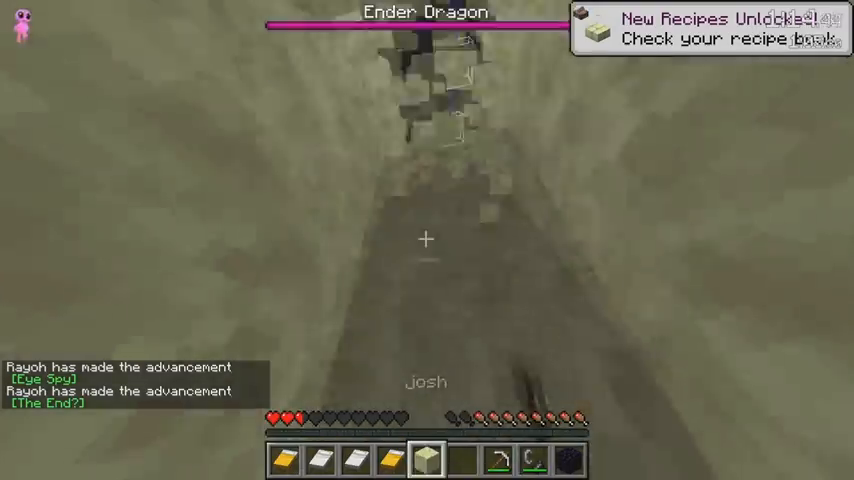 Ender Dragon
New Recipes Unlocked!
Check your recipe book
Rayoh has made the advancement
[Eye Spy]
Rayoh has made the advancement
[The End?]
josh